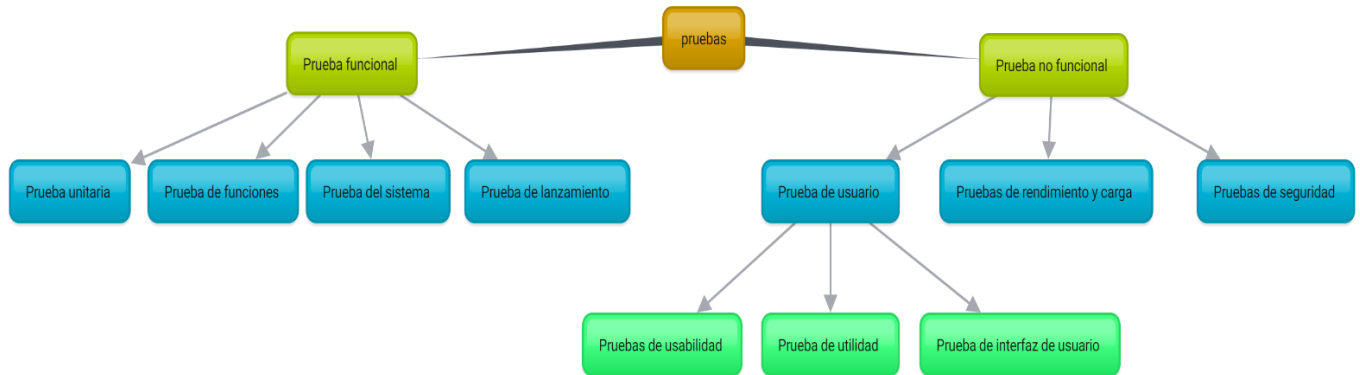 pruebas
Prueba funcional
Prueba no funcional
Prueba unitaria
Prueba de funciones
Prueba del sistema
Prueba de lanzamiento
Prueba de usuario
Pruebas de rendimiento y carga
Pruebas de seguridad
Pruebas de usabilidad
Prueba de utilidad
Prueba de interfaz de usuario